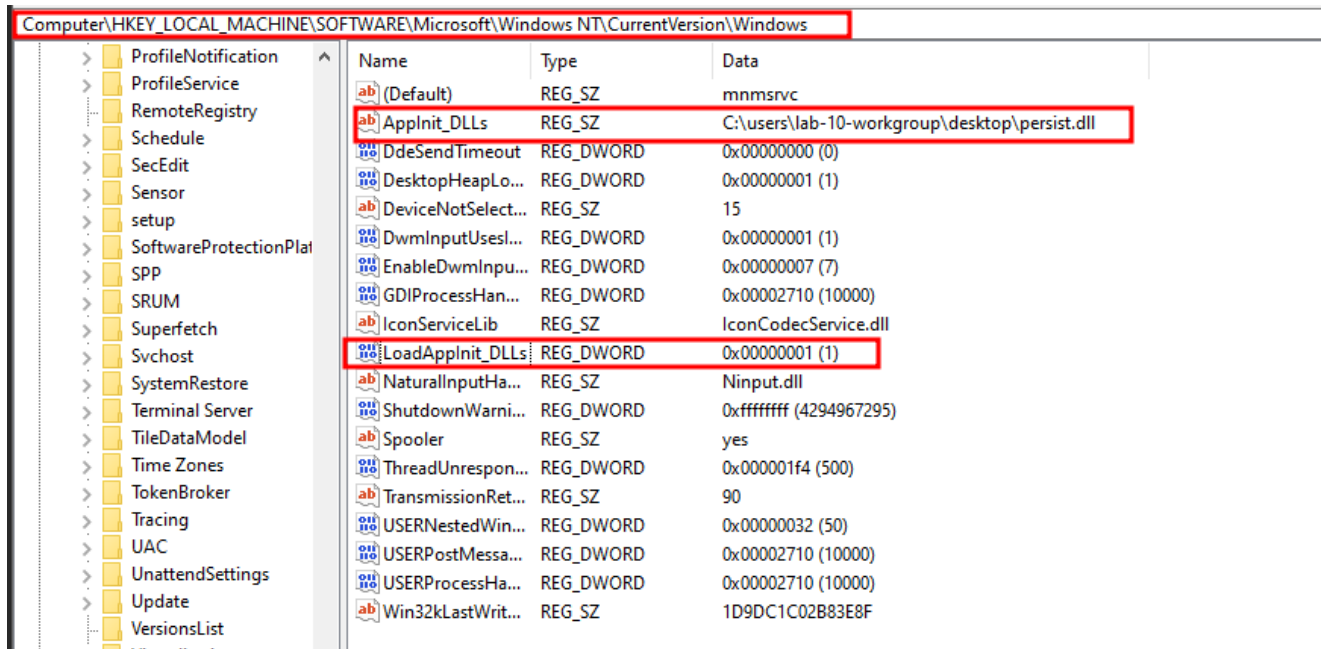 Computer\HKEY_LOCAL_MACHINE\SOFTWARE\Microsoft\Windows NT\CurrentVersion\Windows
ProfileNotification
ProfileService
RemoteRegistry
Schedule
SecEdit
Sensor
setup
SoftwareProtectionPlat
SPP
SRUM
Superfetch
Svchost
SystemRestore
Terminal Server
TileDataModel
Time Zones
TokenBroker
Tracing
UAC
UnattendSettings
Update
VersionsList
Name Type Data
(Default) REG_SZ mnmsrvc
AppInit_DLLs REG_SZ C:\users\lab-10-workgroup\desktop\persist.dll
DdeSendTimeout REG_DWORD 0x00000000 (0)
DesktopHeapLo... REG_DWORD 0x00000001 (1)
DeviceNotSelect... REG_SZ 15
DwmInputUsesI... REG_DWORD 0x00000001 (1)
EnableDwmInpu... REG_DWORD 0x00000007 (7)
GDIProcessHan... REG_DWORD 0x00002710 (10000)
IconServiceLib REG_SZ IconCodecService.dll
LoadAppInit_DLLs REG_DWORD 0x00000001 (1)
NaturalInputHa... REG_SZ Ninput.dll
ShutdownWarni... REG_DWORD 0xffffffff (4294967295)
Spooler REG_SZ yes
ThreadUnrespon... REG_DWORD 0x000001f4 (500)
TransmissionRet... REG_SZ 90
USERNestedWin... REG_DWORD 0x00000032 (50)
USERPostMessa... REG_DWORD 0x00002710 (10000)
USERProcessHa... REG_DWORD 0x00002710 (10000)
Win32kLastWrit... REG_SZ 1D9DC1C02B83E8F